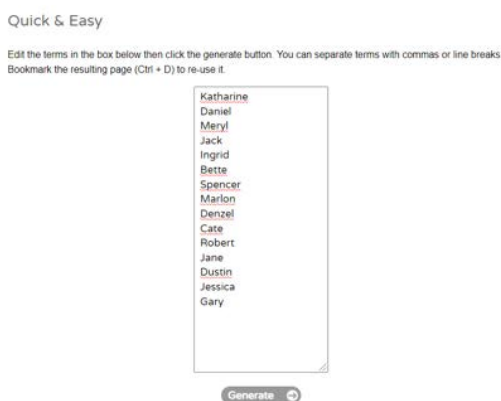 Quick & Easy
Edit the terms in the box below then click the generate button. You can separate terms with commas or line breaks
Bookmark the resulting page (Ctrl + D) to re-use it.
Katharine
Daniel
Meryl
Jack
Ingrid
Bette
Spencer
Marlon
Denzel
Cate
Robert
Jane
Dustin
Jessica
Gary
Generate